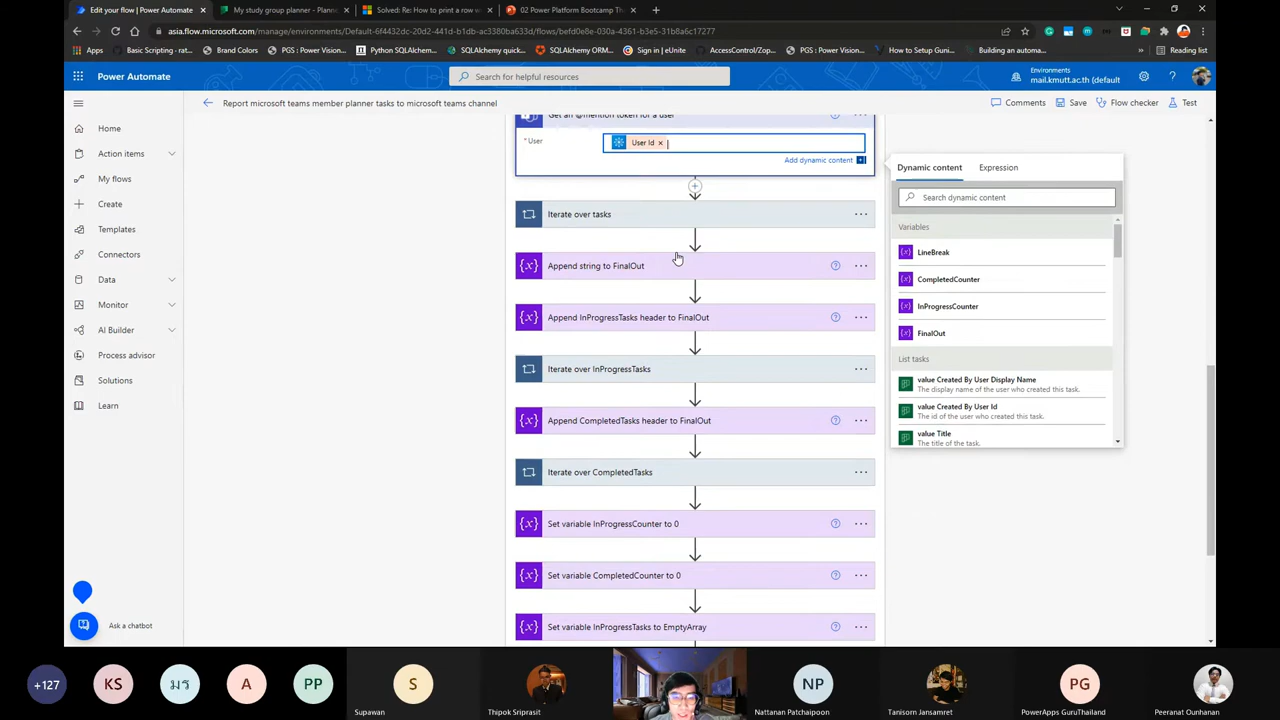 Edit your flow | Power Automate
My study group planner - Planne
Solved: Re: How to print a row w
02 Power Platform Bootcamp Th
asia.flow.microsoft.com/manage/environments/Default-6f4432dc-20d2-441d-b1db-ac3380ba633d/flows/befd0e8e-030a-4345-8360-31b8a6c17277
Apps
Basic Scripting - rat...
Brand Colors
PGS : Power Vision...
Python SQLAlchemy
SQLAlchemy quick...
SQLAlchemy ORM...
Sign in | eUnite
AccessControl/Zop...
PGS : Power Vision...
How to Setup Guni...
Building an automa...
Reading list
Power Automate
Search for helpful resources
Environments
mail.kmutt.ac.th (default
Report microsoft teams member planner tasks to microsoft teams channel
Comments
Save
Flow checker
Test
Home
Action items
My flows
Create
Templates
Connectors
Data
Monitor
AI Builder
Process advisor
Solutions
Learn
Ask a chatbot
Get an @mention token for a user
* User
User Id ×
Add dynamic content
Iterate over tasks
Append string to FinalOut
Append InProgressTasks header to FinalOut
Iterate over InProgressTasks
Append CompletedTasks header to FinalOut
Iterate over CompletedTasks
Set variable InProgressCounter to 0
Set variable CompletedCounter to 0
Set variable InProgressTasks to EmptyArray
Dynamic content
Expression
Search dynamic content
Variables
LineBreak
CompletedCounter
InProgressCounter
FinalOut
List tasks
value Created By User Display Name
The display name of the user who created this task.
value Created By User Id
The id of the user who created this task.
value Title
The title of the task.
+127
KS
มร
A
PP
S
Supawan
Thipok Sriprasit
NP
Nattanan Patchaipoon
Tanisorn Jansamret
PG
PowerApps GuruThailand
Peeranat Ounhanan